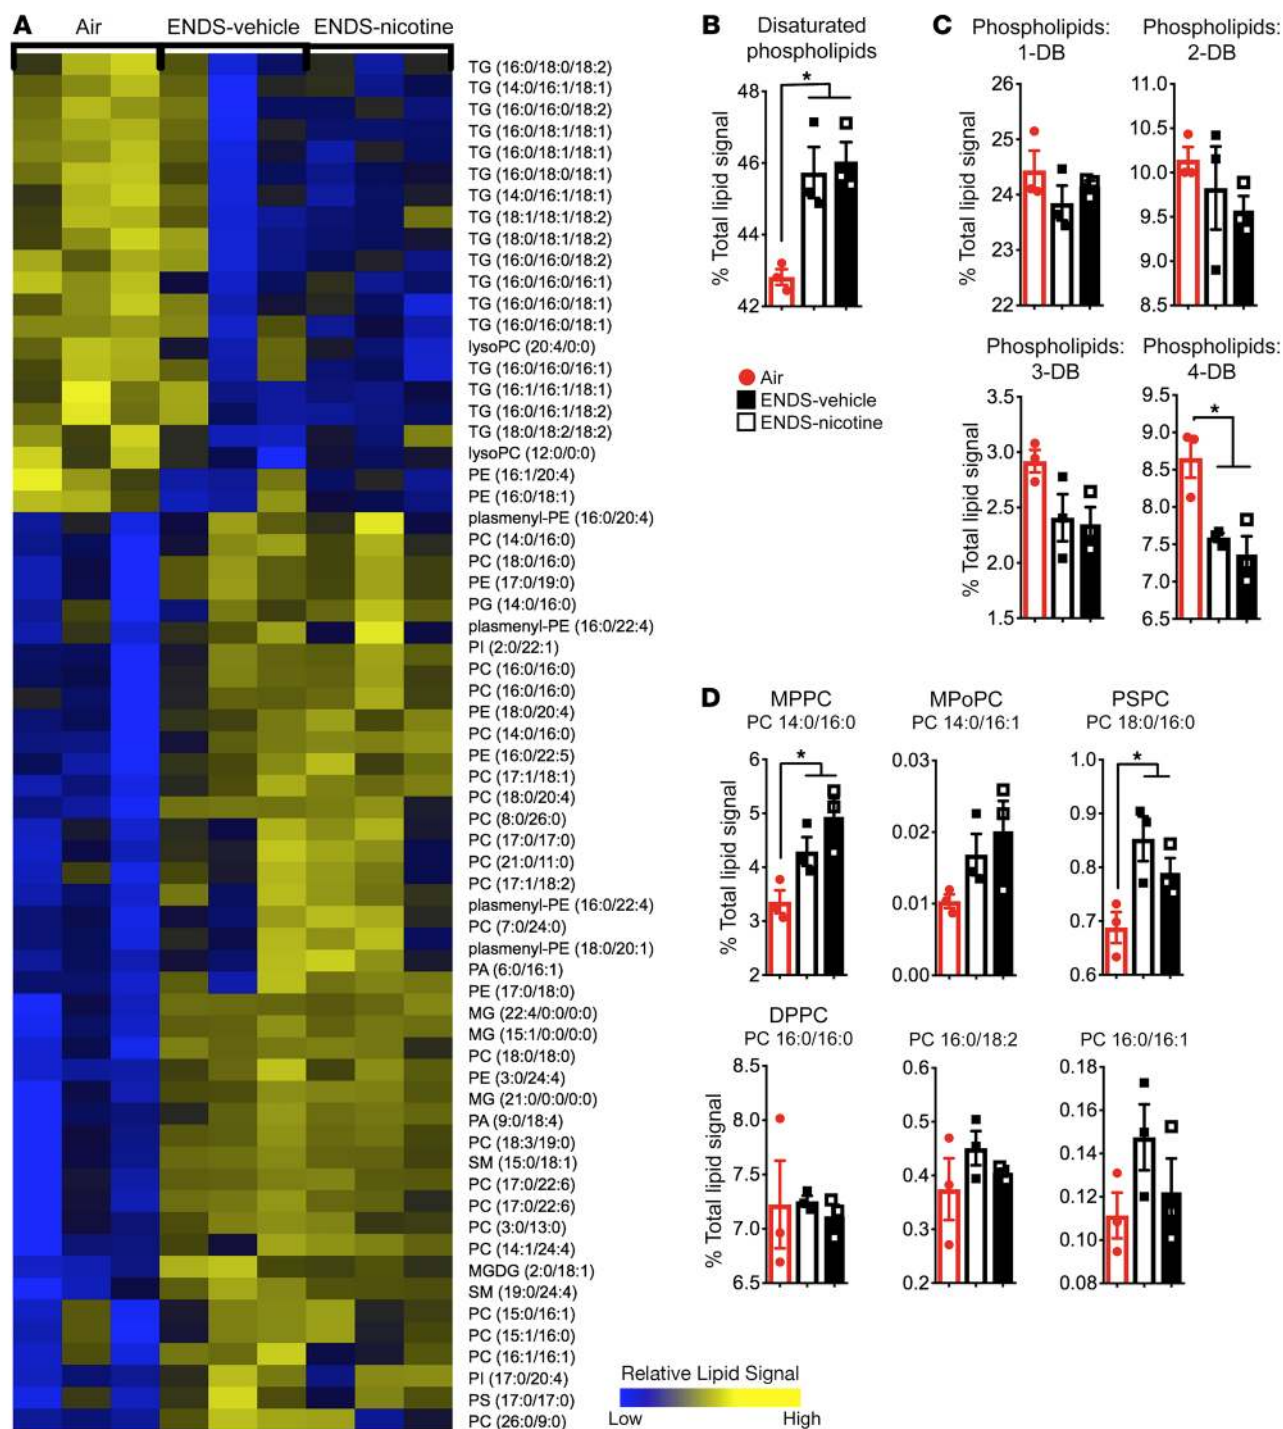 A
Air
ENDS-vehicle
ENDS-nicotine
TG (16:0/18:0/18:2)
TG (14:0/16:1/18:1)
TG (16:0/16:0/18:2)
TG (16:0/18:1/18:1)
TG (16:0/18:1/18:1)
TG (16:0/18:0/18:1)
TG (14:0/16:1/18:1)
TG (18:1/18:1/18:2)
TG (18:0/18:1/18:2)
TG (16:0/16:0/18:2)
TG (16:0/16:0/16:1)
TG (16:0/16:0/18:1)
TG (16:0/16:0/18:1)
lysoPC (20:4/0:0)
TG (16:0/16:0/16:1)
TG (16:1/16:1/18:1)
TG (16:0/16:1/18:2)
TG (18:0/18:2/18:2)
lysoPC (12:0/0:0)
PE (16:1/20:4)
PE (16:0/18:1)
plasmenyl-PE (16:0/20:4)
PC (14:0/16:0)
PC (18:0/16:0)
PE (17:0/19:0)
PG (14:0/16:0)
plasmenyl-PE (16:0/22:4)
PI (2:0/22:1)
PC (16:0/16:0)
PC (16:0/16:0)
PE (18:0/20:4)
PC (14:0/16:0)
PE (16:0/22:5)
PC (17:1/18:1)
PC (18:0/20:4)
PC (8:0/26:0)
PC (17:0/17:0)
PC (21:0/11:0)
PC (17:1/18:2)
plasmenyl-PE (16:0/22:4)
PC (7:0/24:0)
plasmenyl-PE (18:0/20:1)
PA (6:0/16:1)
PE (17:0/18:0)
MG (22:4/0:0/0:0)
MG (15:1/0:0/0:0)
PC (18:0/18:0)
PE (3:0/24:4)
MG (21:0/0:0/0:0)
PA (9:0/18:4)
PC (18:3/19:0)
SM (15:0/18:1)
PC (17:0/22:6)
PC (17:0/22:6)
PC (3:0/13:0)
PC (14:1/24:4)
MGDG (2:0/18:1)
SM (19:0/24:4)
PC (15:0/16:1)
PC (15:1/16:0)
PC (16:1/16:1)
PI (17:0/20:4)
PS (17:0/17:0)
PC (26:0/9:0)
Relative Lipid Signal
Low
High
B
Disaturated
phospholipids
% Total lipid signal
48
46
44
42
*
Air
ENDS-vehicle
ENDS-nicotine
C
Phospholipids:
1-DB
% Total lipid signal
26
25
24
23
22
Phospholipids:
2-DB
10.5
10.0
9.5
9.0
8.5
11.0
Phospholipids:
3-DB
% Total lipid signal
3.5
3.0
2.5
2.0
1.5
Phospholipids:
4-DB
9.5
9.0
8.5
8.0
7.5
7.0
6.5
*
D
MPPC
PC 14:0/16:0
% Total lipid signal
6
5
4
3
2
*
MPoPC
PC 14:0/16:1
0.03
0.02
0.01
0.00
PSPC
PC 18:0/16:0
1.0
0.9
0.8
0.7
0.6
*
DPPC
PC 16:0/16:0
% Total lipid signal
8.5
8.0
7.5
7.0
6.5
PC 16:0/18:2
0.6
0.5
0.4
0.3
0.2
PC 16:0/16:1
0.18
0.16
0.14
0.12
0.10
0.08